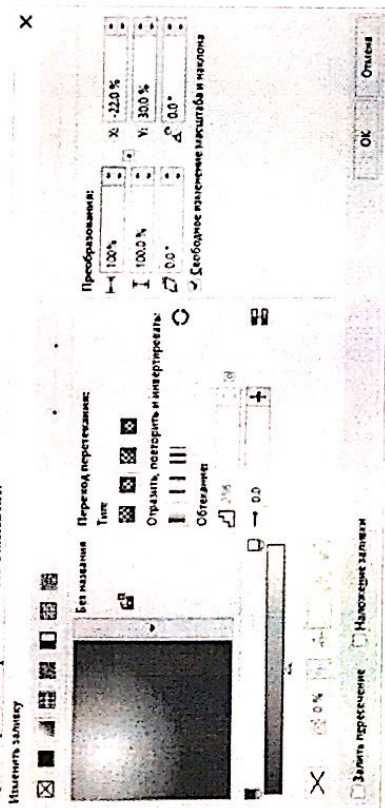 Изменить заливку
Без названия
Переход перетекания:
Тип:
Отразить, повторить и инвертировать:
Обтекание:
256
0.0
0 %
Преобразования:
100%
X: -22.0 %
100.0 %
Y: 30.0 %
0.0 °
0.0 °
Свободное изменение масштаба и наклона
Залить пересечение
Наложение заливки
OK
Отмена